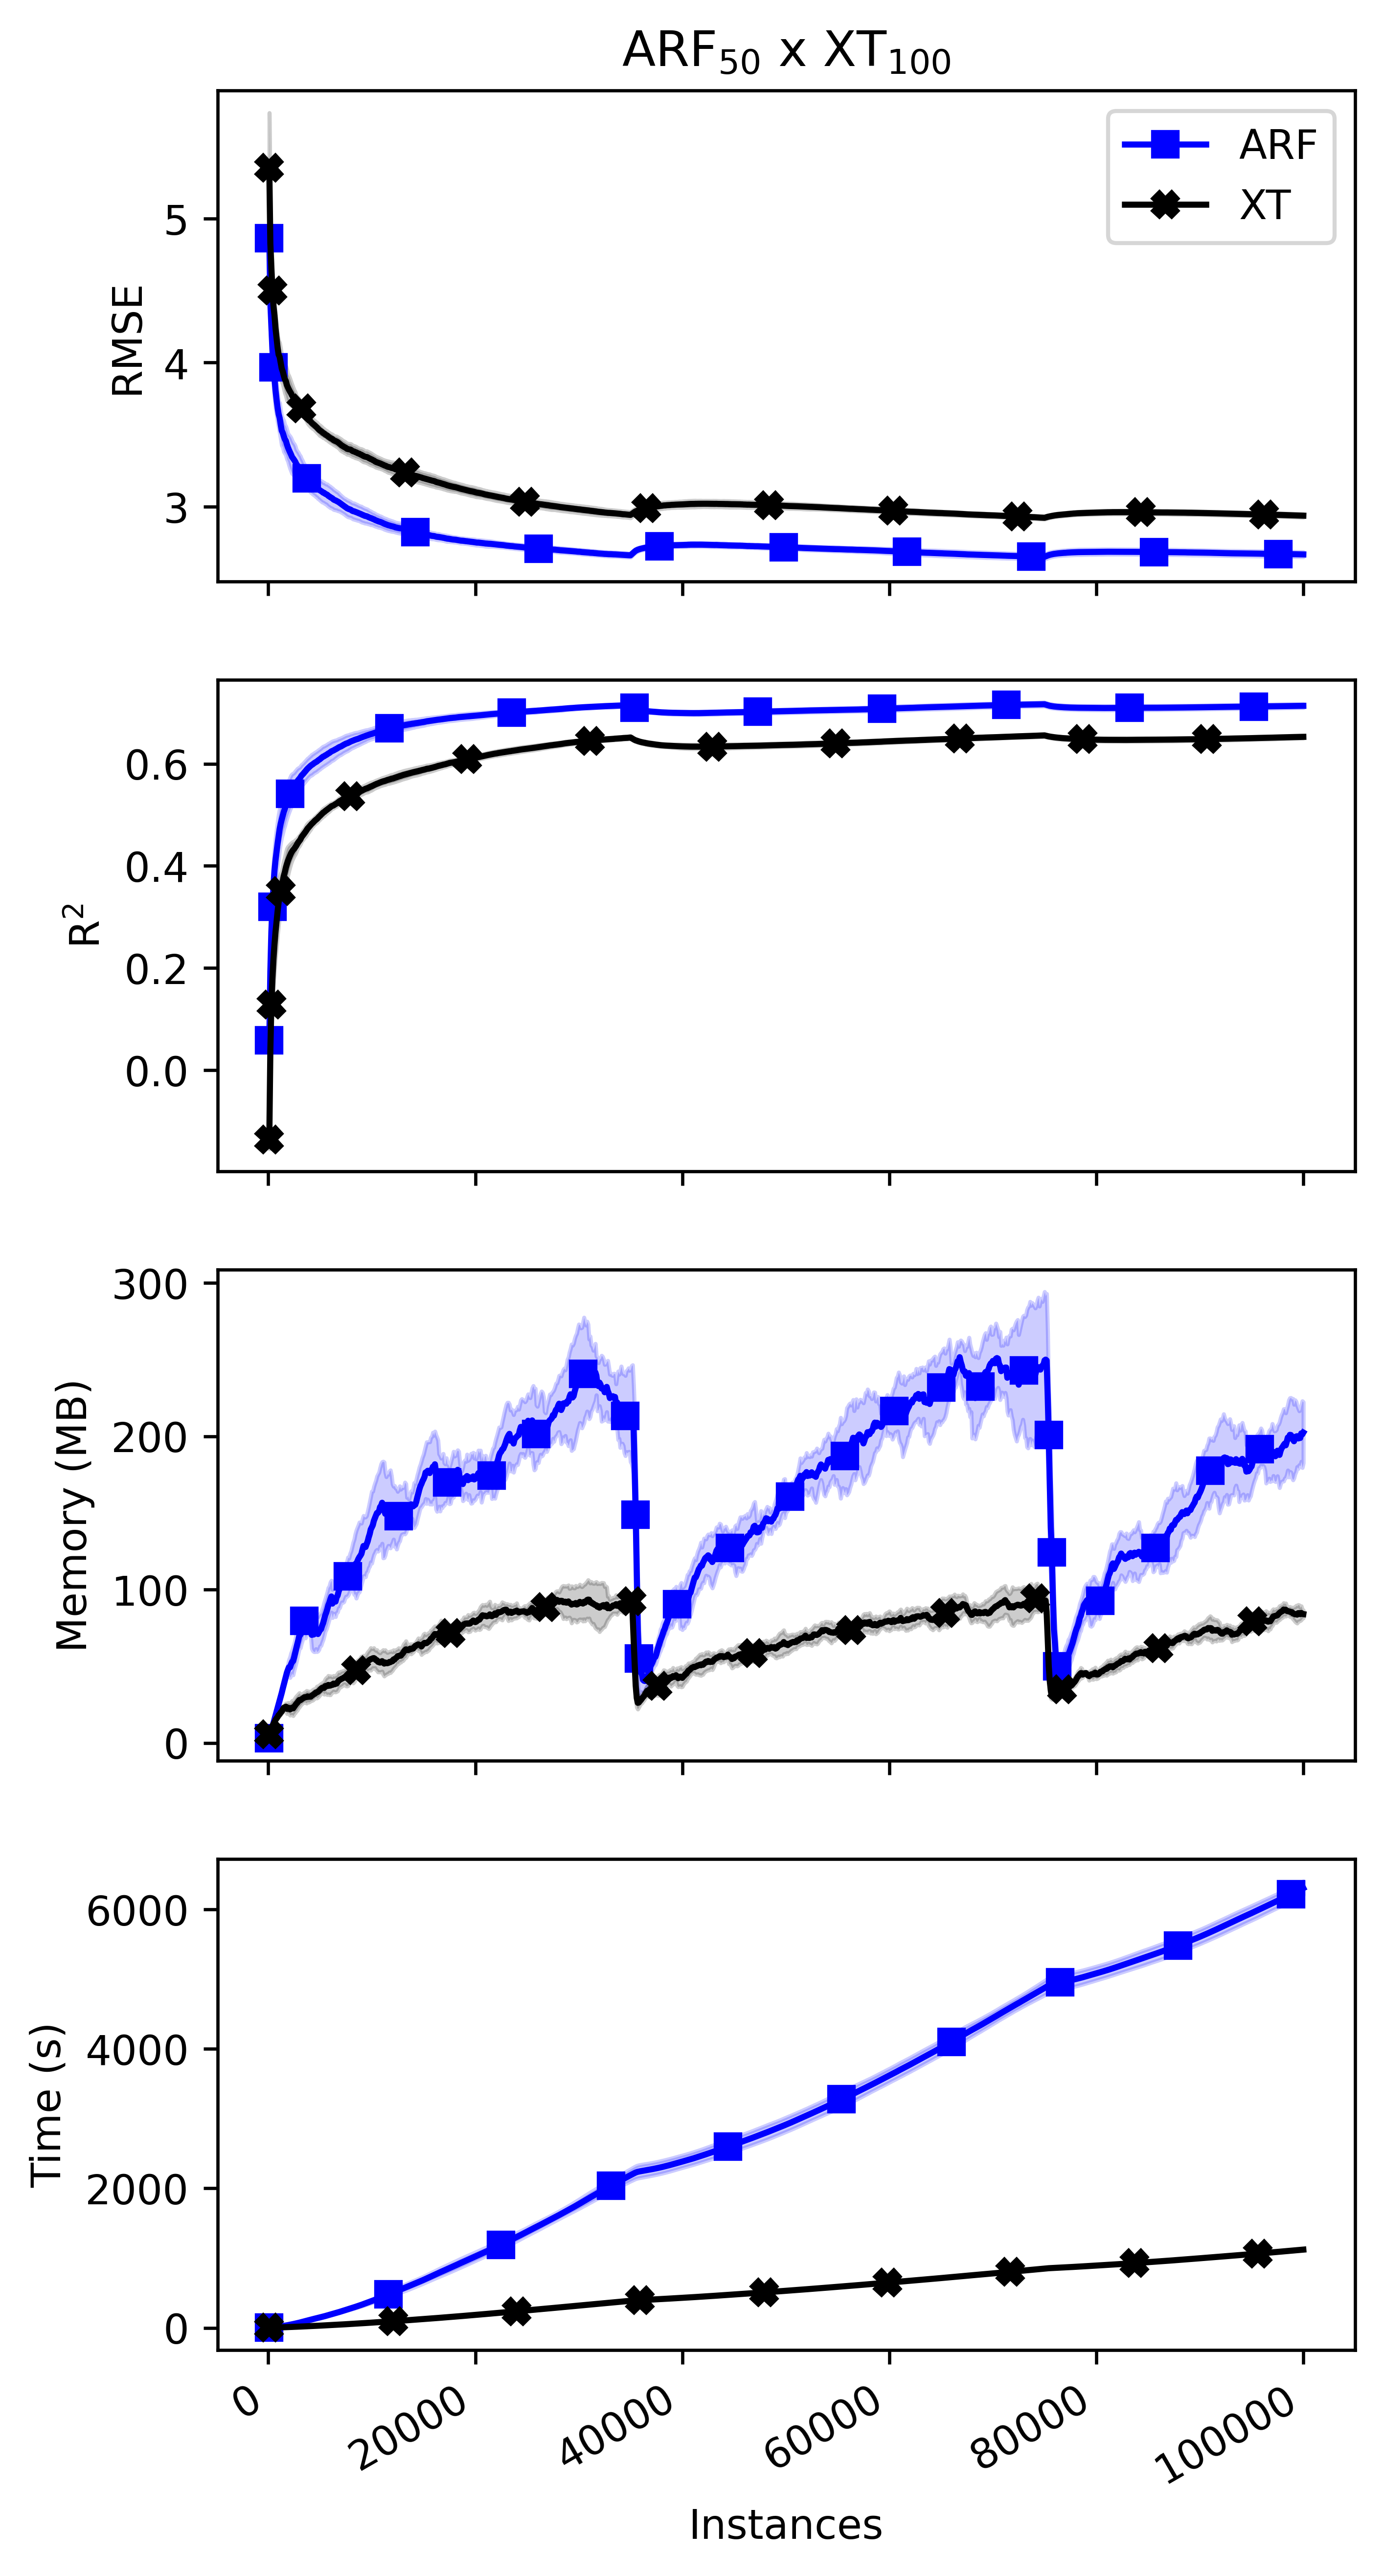 ARF₅₀ x XT₁₀₀
ARF
XT
5
4
3
RMSE
0.6
0.4
0.2
0.0
R²
300
200
100
0
Memory (MB)
6000
4000
2000
0
Time (s)
0 20000 40000 60000 80000 100000
Instances